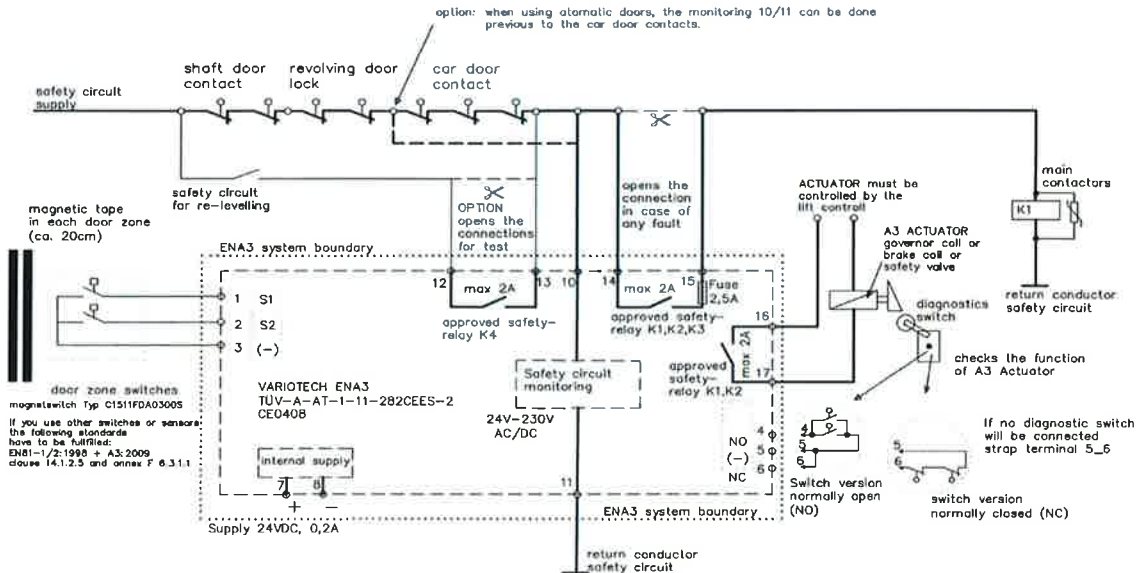 option: when using atomatic doors, the monitoring 10/11 can be done
previous to the car door contacts.
shaft door
contact
revolving door
lock
car door
contact
safety circuit
supply
safety circuit
for re-levelling
magnetic tape
in each door zone
(ca. 20cm)
OPTION
opens the
connections
for test
opens the
connection
in case of
any fault
ACTUATOR must be
controlled by the
lift controll
main
contactors
K1
A3 ACTUATOR
governor coil or
brake coil or
safety valve
return conductor
safety circuit
diagnostics
switch
checks the function
of A3 Actuator
ENA3 system boundary
12
13
10
14
15
max 2A
approved safety-
relay K4
max 2A
Fuse
2,5A
approved safety-
relay K1,K2,K3
16
max 2A
17
approved
safety-
relay K1,K2
1 S1
2 S2
3 (-)
door zone switches
magnetswitch Typ C1511FDA0300S
If you use other switches or sensors
the following standards
have to be fullfilled:
EN81-1/2:1998 + A3:2009
clause 14.1.2.5 and annex F 6.3.1.1
VARIOTECH ENA3
TÜV-A-AT-1-11-282CEES-2
CE0408
Safety circuit
monitoring
24V-230V
AC/DC
internal supply
7 8
+ -
Supply 24VDC, 0,2A
11
NO 4
(-) 5
NC 6
ENA3 system boundary
4
5
6
Switch version
normally open
(NO)
5
6
switch version
normally closed (NC)
If no diagnostic switch
will be connected
strap terminal 5_6
return conductor
safety circuit